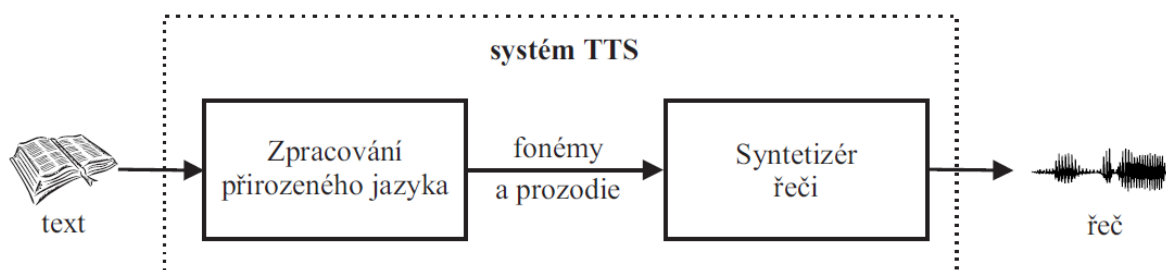 systém TTS
text
Zpracování
přirozeného jazyka
fonémy
a prozodie
Syntetizér
řeči
řeč